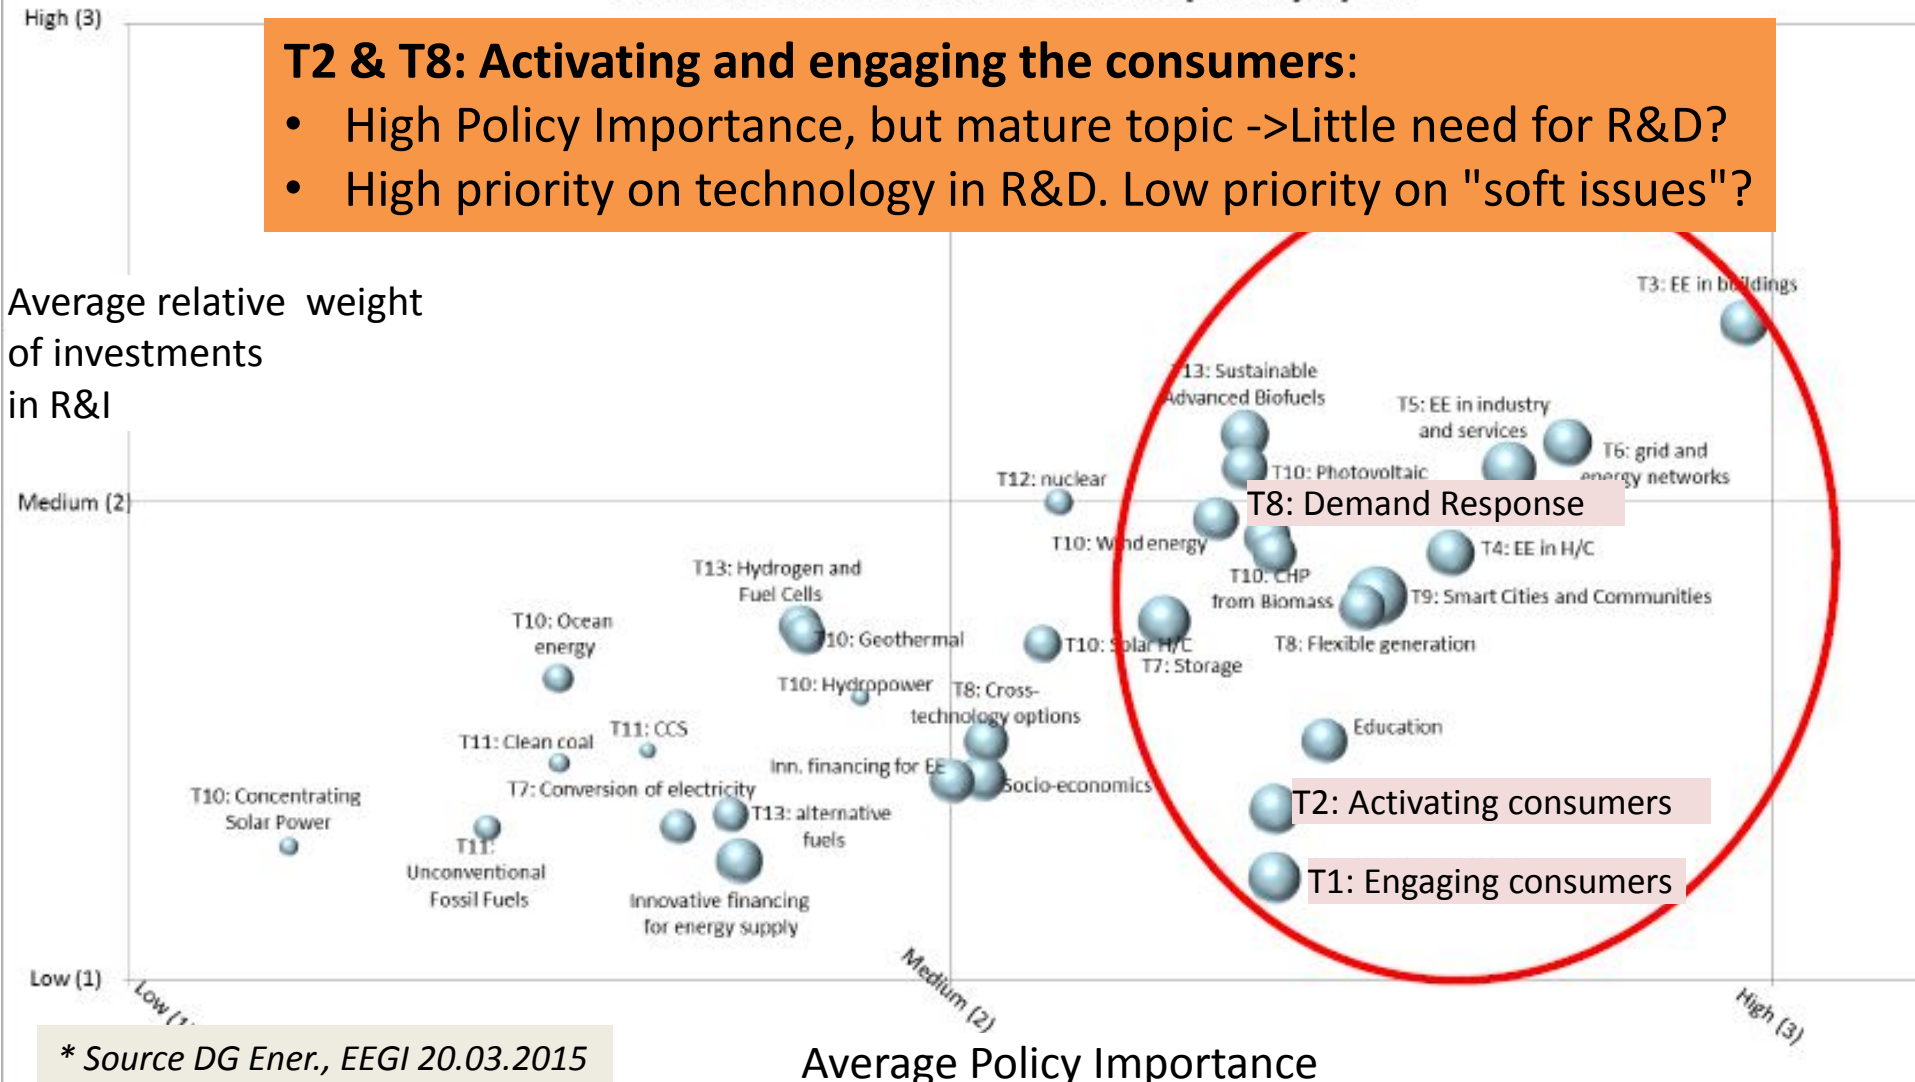 High (3)
T2 & T8: Activating and engaging the consumers:
• High Policy Importance, but mature topic ->Little need for R&D?
• High priority on technology in R&D. Low priority on "soft issues"?
Average relative weight
of investments
in R&I
T3: EE in buildings
T13: Sustainable
Advanced Biofuels
T5: EE in industry
and services
T6: grid and
energy networks
T10: Photovoltaic
T12: nuclear
Medium (2)
T8: Demand Response
T10: Wind energy
T4: EE in H/C
T13: Hydrogen and
Fuel Cells
T10: CHP
from Biomass
T9: Smart Cities and Communities
T10: Ocean
energy
T10: Geothermal
T10: Solar H/C
T8: Flexible generation
T7: Storage
T10: Hydropower
T8: Cross-
technology options
T11: Clean coal
T11: CCS
Education
Inn. financing for EE
Socio-economics
T7: Conversion of electricity
T10: Concentrating
Solar Power
T13: alternative
fuels
T2: Activating consumers
T11:
Unconventional
Fossil Fuels
T1: Engaging consumers
Innovative financing
for energy supply
Low (1)
Low (1)
Medium (2)
High (3)
* Source DG Ener., EEGI 20.03.2015
Average Policy Importance